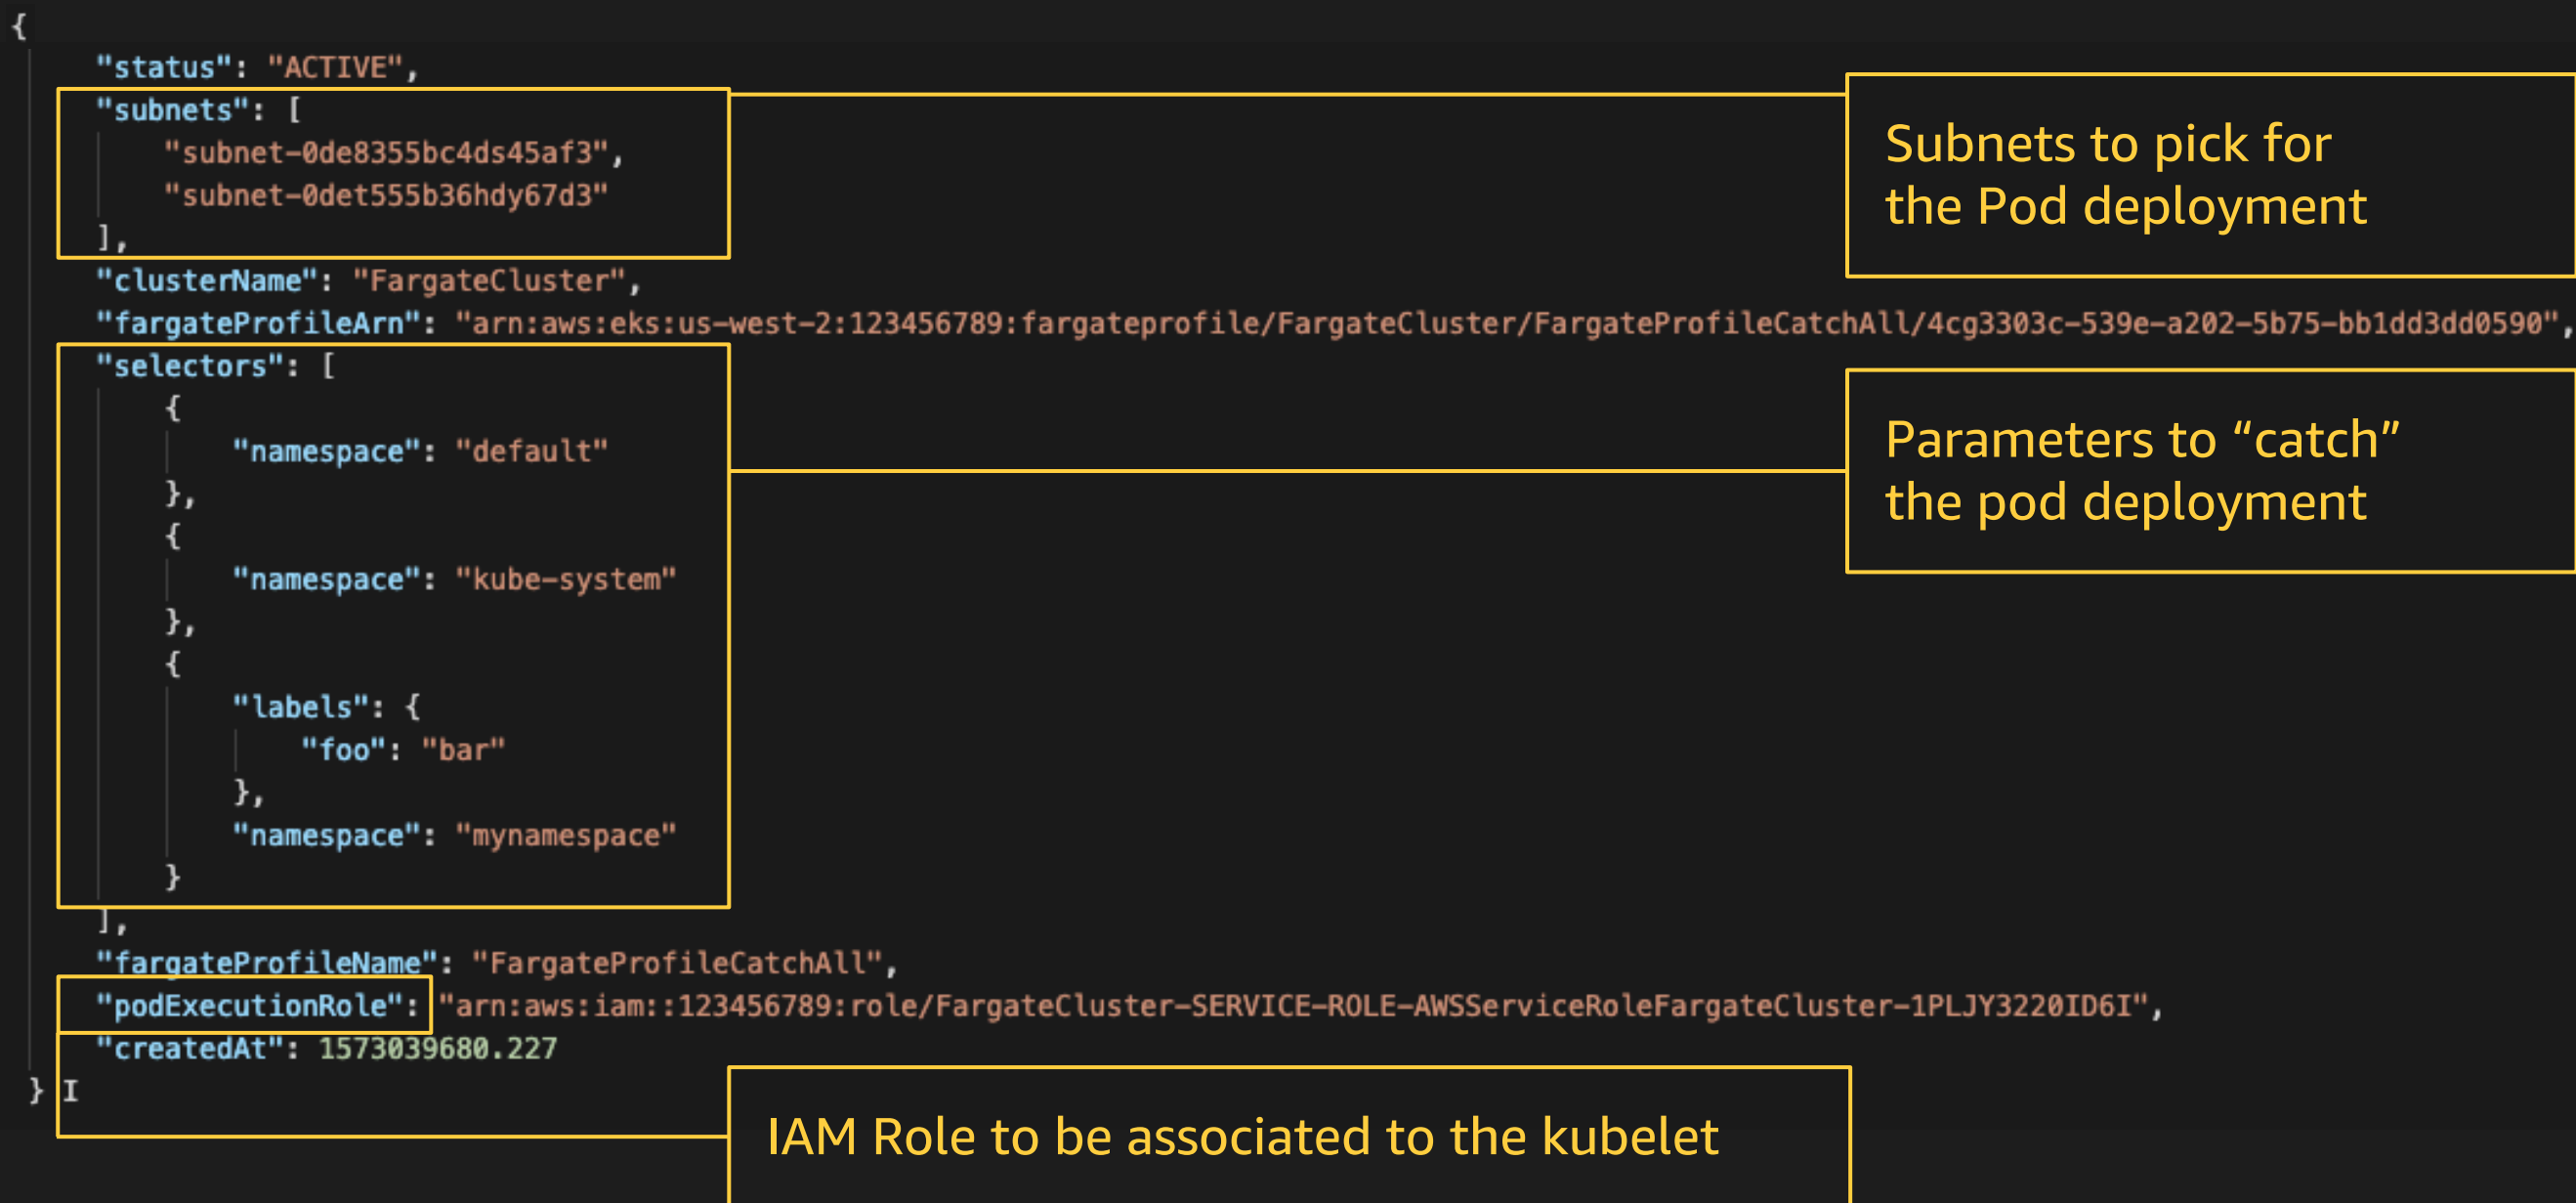 {
"status": "ACTIVE",
"subnets": [
"subnet-0de8355bc4ds45af3",
"subnet-0det555b36hdy67d3"
],
"clusterName": "FargateCluster",
"fargateProfileArn": "arn:aws:eks:us-west-2:123456789:fargateprofile/FargateCluster/FargateProfileCatchAll/4cg3303c-539e-a202-5b75-bb1dd3dd0590",
"selectors": [
{
"namespace": "default"
},
{
"namespace": "kube-system"
},
{
"labels": {
"foo": "bar"
},
"namespace": "mynamespace"
}
],
"fargateProfileName": "FargateProfileCatchAll",
"podExecutionRole": "arn:aws:iam::123456789:role/FargateCluster-SERVICE-ROLE-AWSServiceRoleFargateCluster-1PLJY3220ID6I",
"createdAt": 1573039680.227
}
Subnets to pick for
the Pod deployment
Parameters to “catch”
the pod deployment
IAM Role to be associated to the kubelet